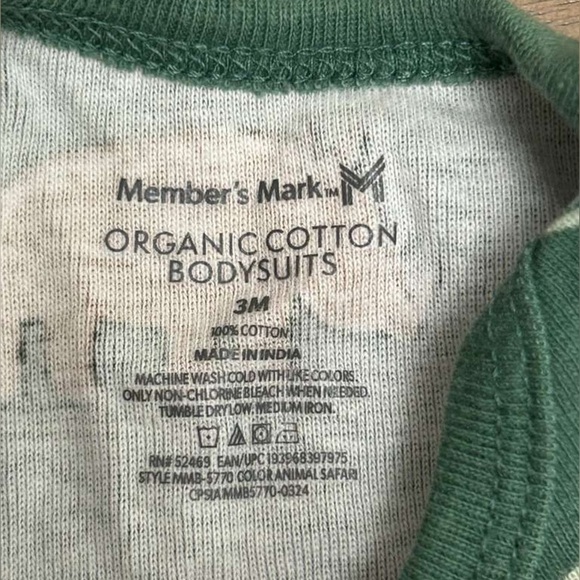 Member's Mark™
ORGANIC COTTON
BODYSUITS
3M
100% COTTON
MADE IN INDIA
MACHINE WASH COLD WITH LIKE COLORS.
ONLY NON-CHLORINE BLEACH WHEN NEEDED.
TUMBLE DRY LOW. MEDIUM IRON.
RN# 52469 EAN/UPC 193968397975
STYLE MMB-5770 COLOR ANIMAL SAFARI
CPSIA MMB5770-0324